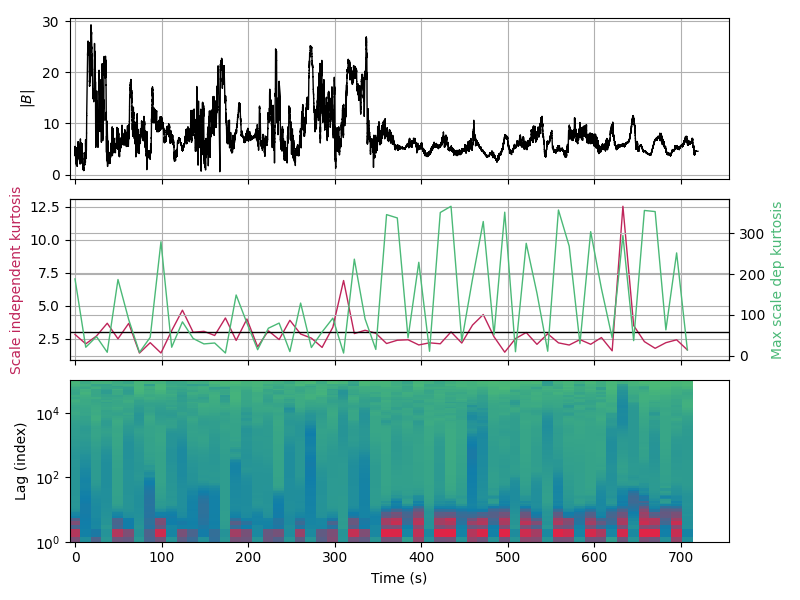 30
20
10
0
|B|
12.5
10.0
7.5
5.0
2.5
Scale independent kurtosis
300
200
100
0
Max scale dep kurtosis
10^4
10^2
10^0
Lag (index)
0 100 200 300 400 500 600 700
Time (s)